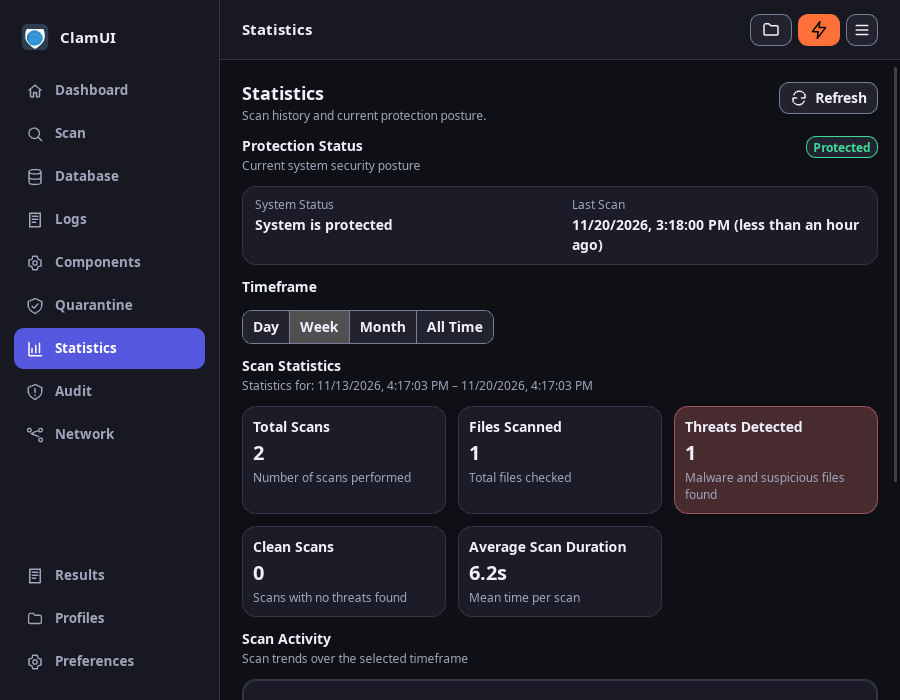 ClamUI
Dashboard
Scan
Database
Logs
Components
Quarantine
Statistics
Audit
Network
Results
Profiles
Preferences
Statistics
Statistics
Scan history and current protection posture.
Refresh
Protection Status
Current system security posture
Protected
System Status
System is protected
Last Scan
11/20/2026, 3:18:00 PM (less than an hour
ago)
Timeframe
Day Week Month All Time
Scan Statistics
Statistics for: 11/13/2026, 4:17:03 PM – 11/20/2026, 4:17:03 PM
Total Scans
2
Number of scans performed
Files Scanned
1
Total files checked
Threats Detected
1
Malware and suspicious files
found
Clean Scans
0
Scans with no threats found
Average Scan Duration
6.2s
Mean time per scan
Scan Activity
Scan trends over the selected timeframe